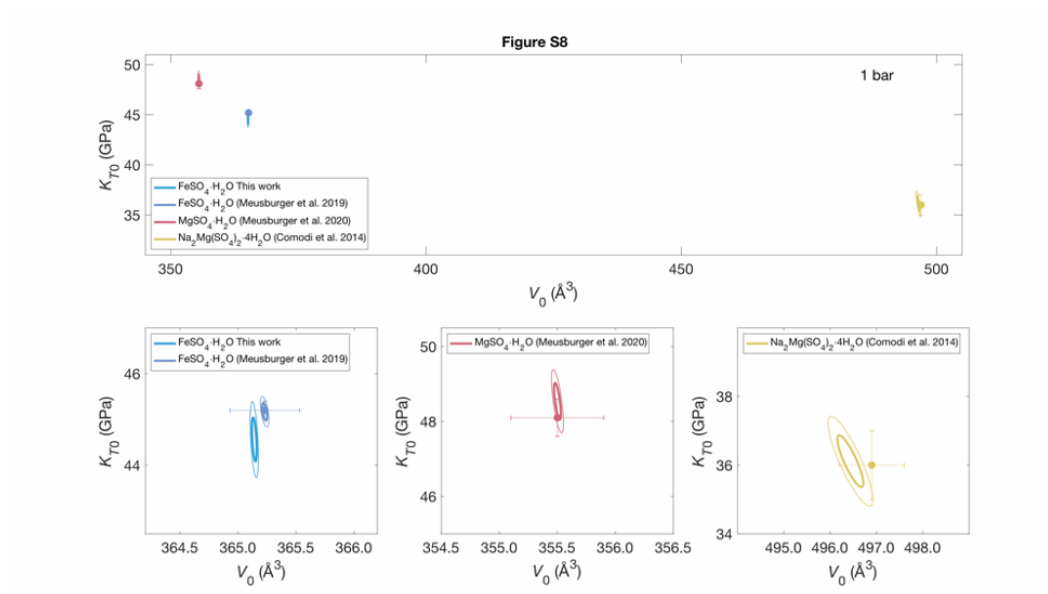 Figure S8
50
45
40
35
K_T0 (GPa)
1 bar
FeSO₄·H₂O This work
FeSO₄·H₂O (Meusburger et al. 2019)
MgSO₄·H₂O (Meusburger et al. 2020)
Na₂Mg(SO₄)₂·4H₂O (Comodi et al. 2014)
350 400 450 500
V₀ (Å³)
FeSO₄·H₂O This work
FeSO₄·H₂O (Meusburger et al. 2019)
46
44
K_T0 (GPa)
364.5 365.0 365.5 366.0
V₀ (Å³)
MgSO₄·H₂O (Meusburger et al. 2020)
50
48
46
K_T0 (GPa)
354.5 355.0 355.5 356.0 356.5
V₀ (Å³)
Na₂Mg(SO₄)₂·4H₂O (Comodi et al. 2014)
38
36
34
K_T0 (GPa)
495.0 496.0 497.0 498.0
V₀ (Å³)